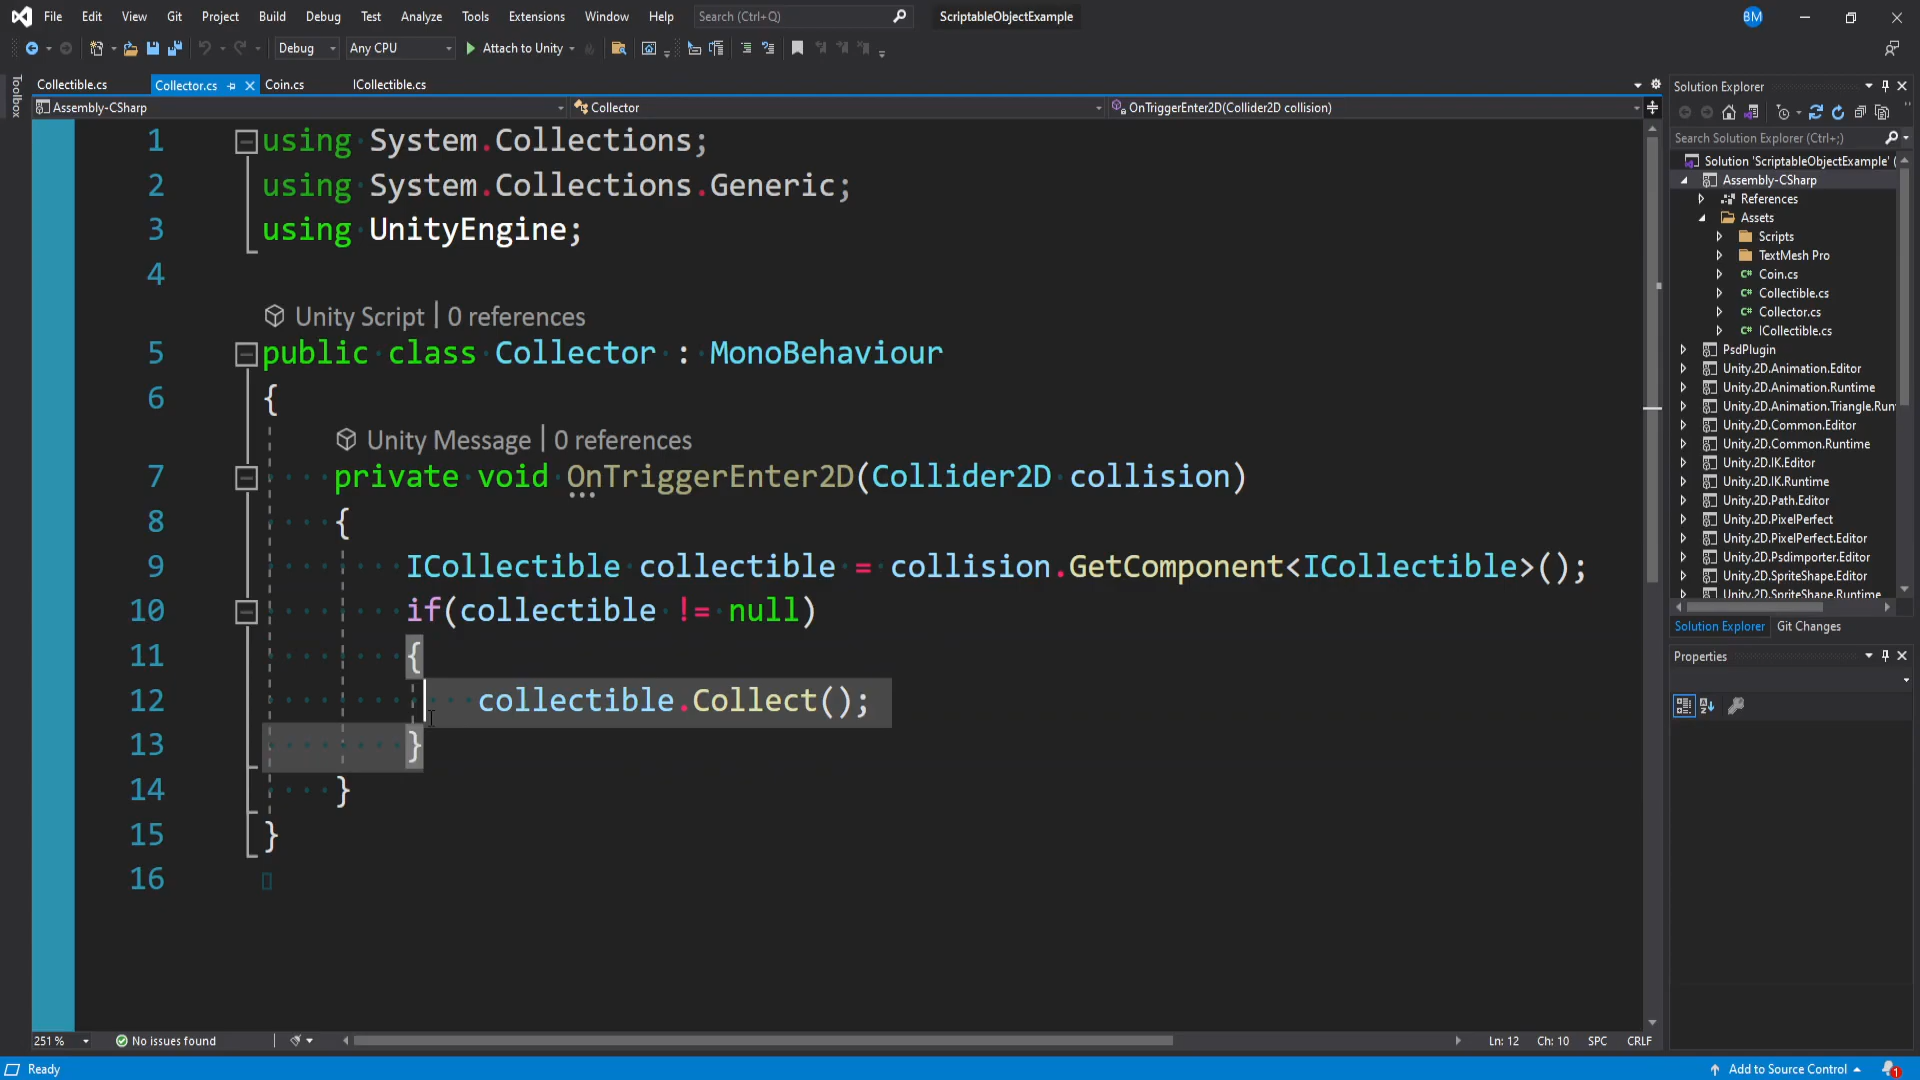 File Edit View Git Project Build Debug Test Analyze Tools Extensions Window Help Search (Ctrl+Q) ScriptableObjectExample BM
Debug Any CPU Attach to Unity
Toolbox
Collectible.cs Collector.cs Coin.cs ICollectible.cs
Assembly-CSharp Collector OnTriggerEnter2D(Collider2D collision)
1 using System.Collections;
2 using System.Collections.Generic;
3 using UnityEngine;
4
Unity Script | 0 references
5 public class Collector : MonoBehaviour
6 {
Unity Message | 0 references
7 private void OnTriggerEnter2D(Collider2D collision)
8 {
9 ICollectible collectible = collision.GetComponent<ICollectible>();
10 if(collectible != null)
11 {
12 collectible.Collect();
13 }
14 }
15 }
16
251 % No issues found Ln: 12 Ch: 10 SPC CRLF
Solution Explorer
Search Solution Explorer (Ctrl+;)
Solution 'ScriptableObjectExample' (
Assembly-CSharp
References
Assets
Scripts
TextMesh Pro
C# Coin.cs
C# Collectible.cs
C# Collector.cs
C# ICollectible.cs
PsdPlugin
Unity.2D.Animation.Editor
Unity.2D.Animation.Runtime
Unity.2D.Animation.Triangle.Run
Unity.2D.Common.Editor
Unity.2D.Common.Runtime
Unity.2D.IK.Editor
Unity.2D.IK.Runtime
Unity.2D.Path.Editor
Unity.2D.PixelPerfect
Unity.2D.PixelPerfect.Editor
Unity.2D.Psdimporter.Editor
Unity.2D.SpriteShape.Editor
Unity.2D.SpriteShape.Runtime
Solution Explorer Git Changes
Properties
Ready Add to Source Control 1